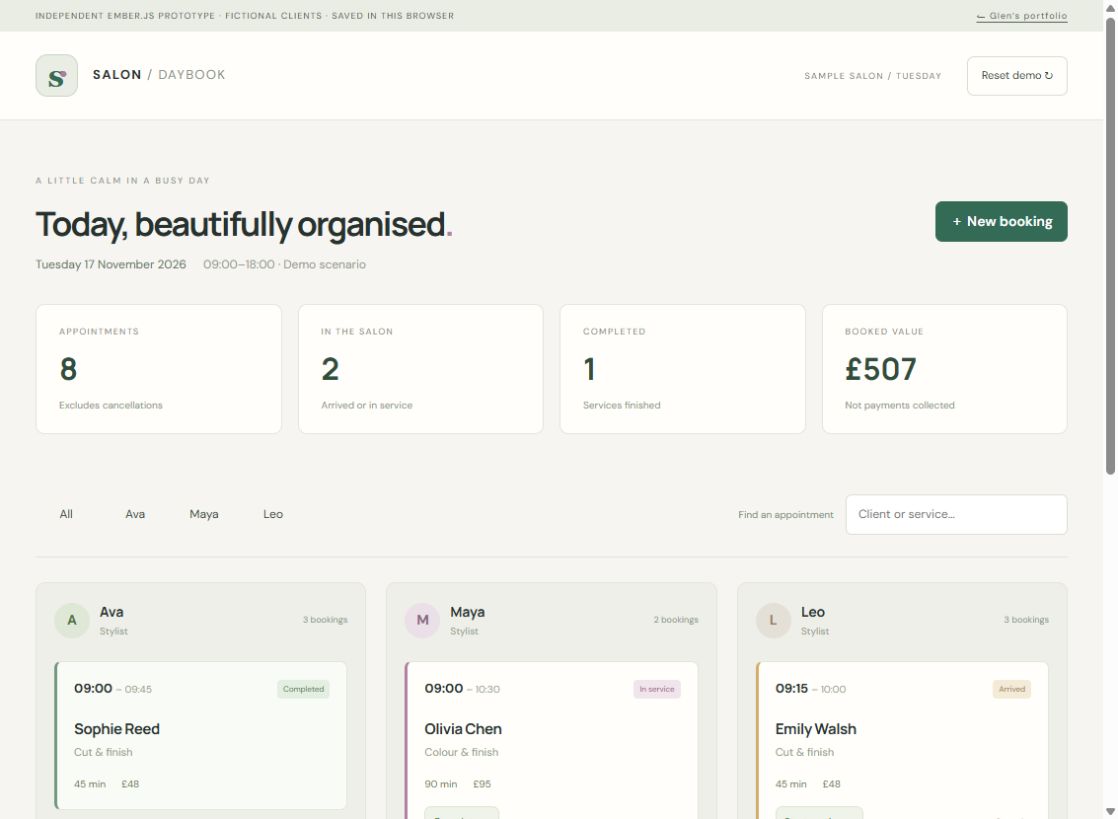 INDEPENDENT EMBER.JS PROTOTYPE · FICTIONAL CLIENTS · SAVED IN THIS BROWSER
← Glen's portfolio
s
SALON / DAYBOOK
SAMPLE SALON / TUESDAY
Reset demo ↻
A LITTLE CALM IN A BUSY DAY
Today, beautifully organised.
+ New booking
Tuesday 17 November 2026 09:00–18:00 · Demo scenario
APPOINTMENTS
8
Excludes cancellations
IN THE SALON
2
Arrived or in service
COMPLETED
1
Services finished
BOOKED VALUE
£507
Not payments collected
All Ava Maya Leo
Find an appointment
Client or service…
A
Ava
Stylist
3 bookings
09:00 – 09:45
Completed
Sophie Reed
Cut & finish
45 min £48
M
Maya
Stylist
2 bookings
09:00 – 10:30
In service
Olivia Chen
Colour & finish
90 min £95
L
Leo
Stylist
3 bookings
09:15 – 10:00
Arrived
Emily Walsh
Cut & finish
45 min £48